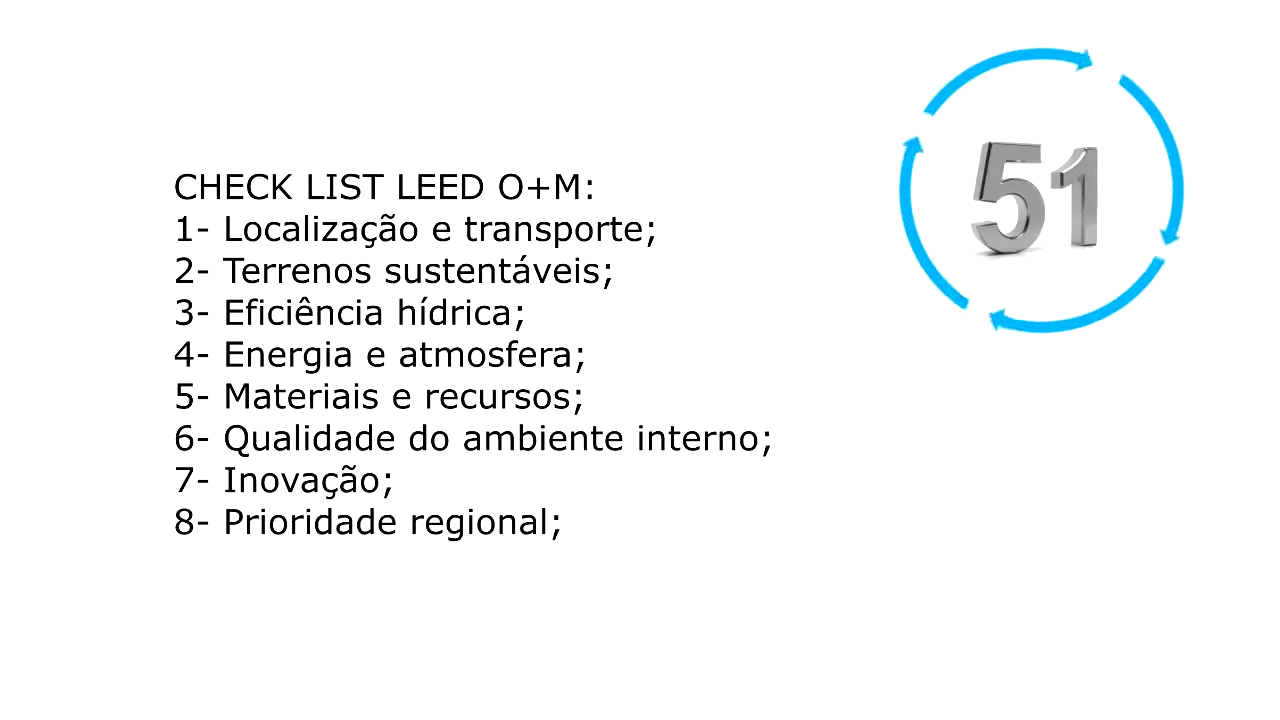 CHECK LIST LEED O+M:
1- Localização e transporte;
2- Terrenos sustentáveis;
3- Eficiência hídrica;
4- Energia e atmosfera;
5- Materiais e recursos;
6- Qualidade do ambiente interno;
7- Inovação;
8- Prioridade regional;
51